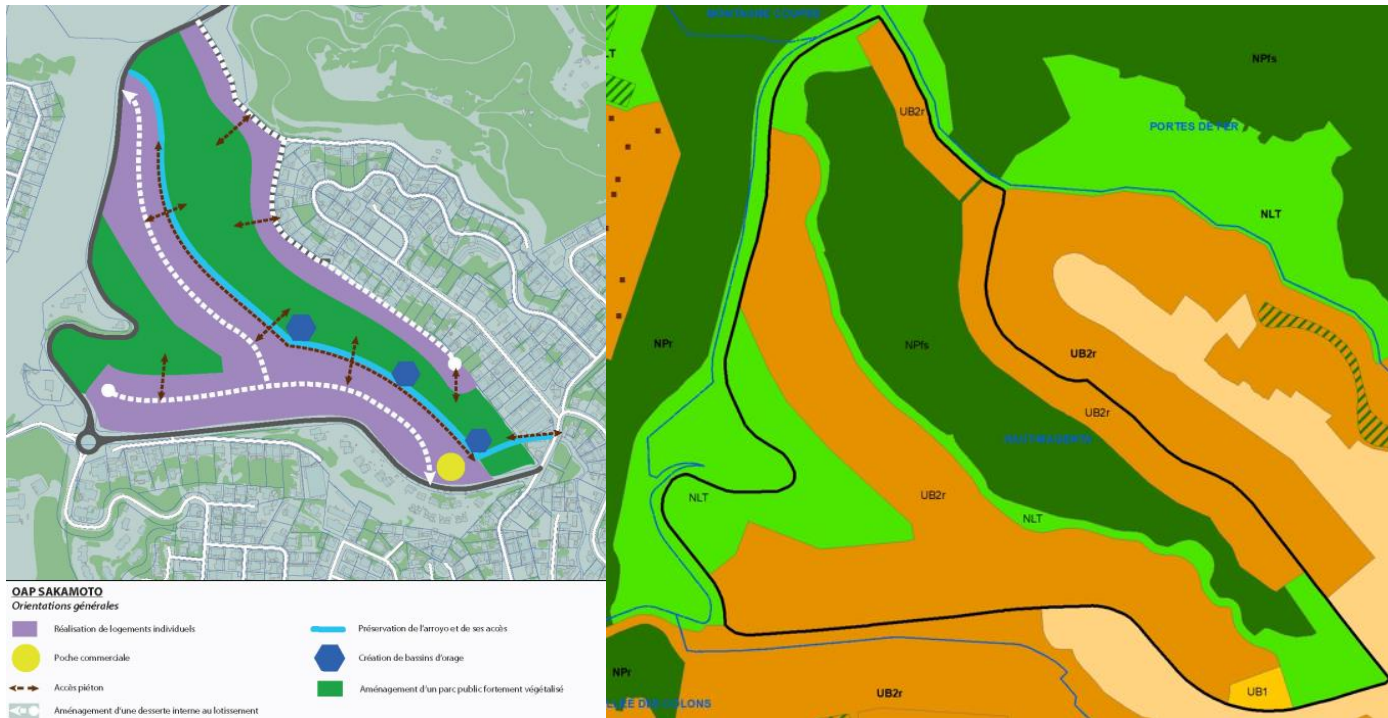 OAP SAKAMOTO
Orientations générales
Réalisation de logements individuels
Poche commerciale
Accès piéton
Aménagement d'une desserte interne au lotissement
Préservation de l'arroyo et de ses accès
Création de bassins d'orage
Aménagement d'un parc public fortement végétalisé
NPfs
LT
UB2r
PORTES DE FER
NLT
NPr
NPfs
UB2r
UB2r
UB2r
NLT
NLT
UB1
NPr
UB2r